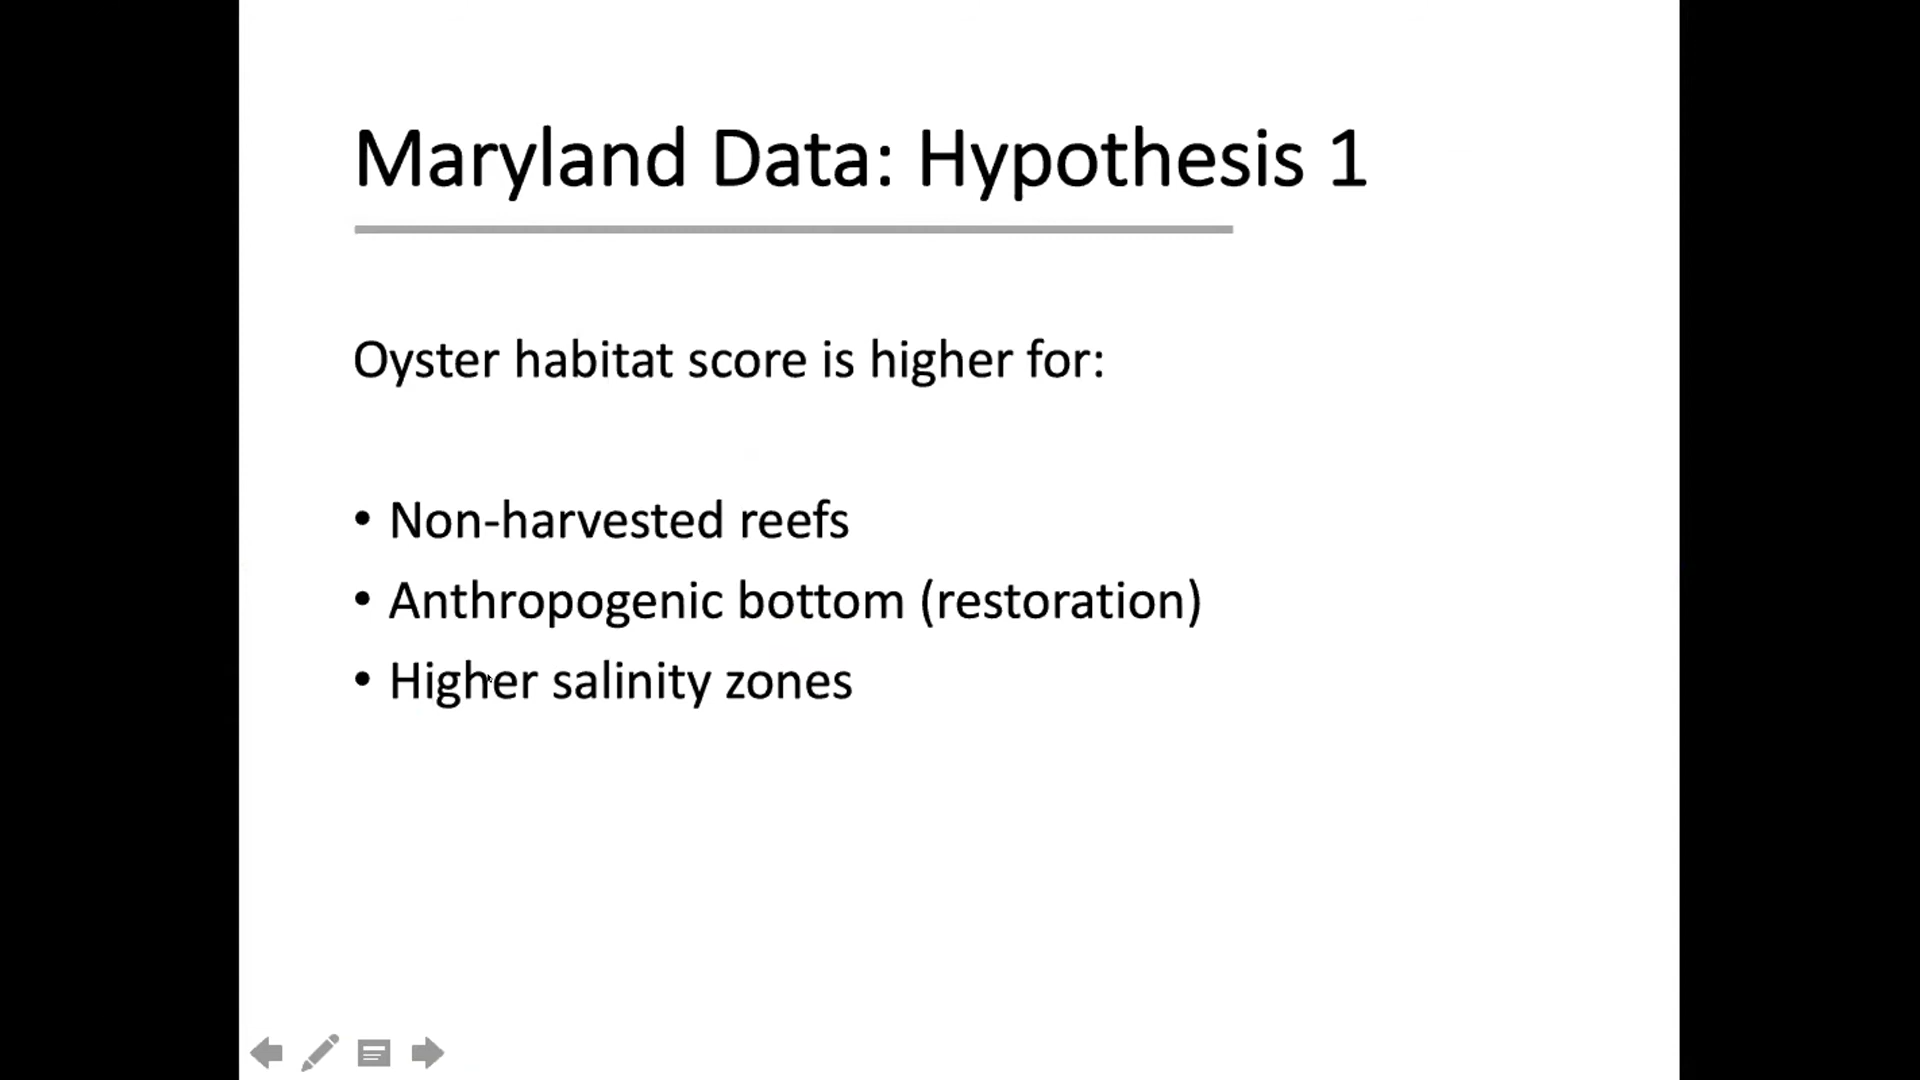 Maryland Data: Hypothesis 1
Oyster habitat score is higher for:
• Non-harvested reefs
• Anthropogenic bottom (restoration)
• Higher salinity zones